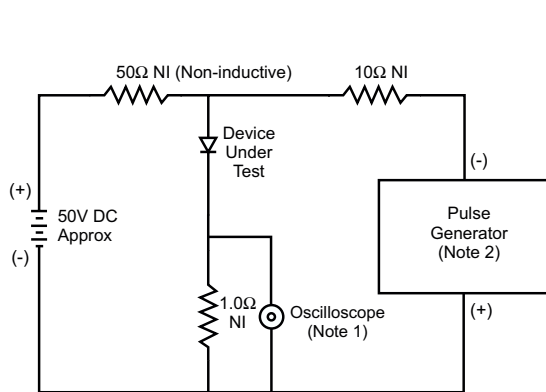 50Ω NI (Non-inductive)
10Ω NI
Device
Under
Test
(-)
(+)
50V DC
Approx
(-)
Pulse
Generator
(Note 2)
1.0Ω
NI
Oscilloscope
(Note 1)
(+)